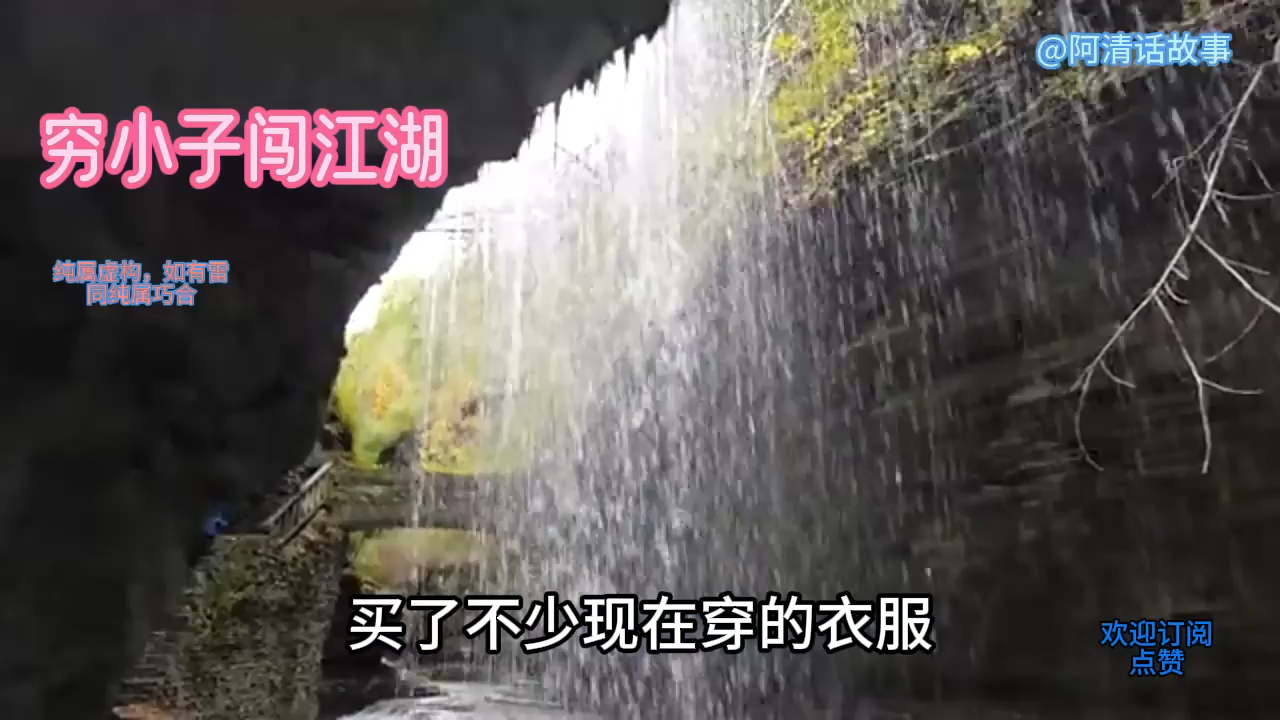 @阿清话故事
穷小子闯江湖
纯属虚构，如有雷
同纯属巧合
买了不少现在穿的衣服
欢迎订阅
点赞